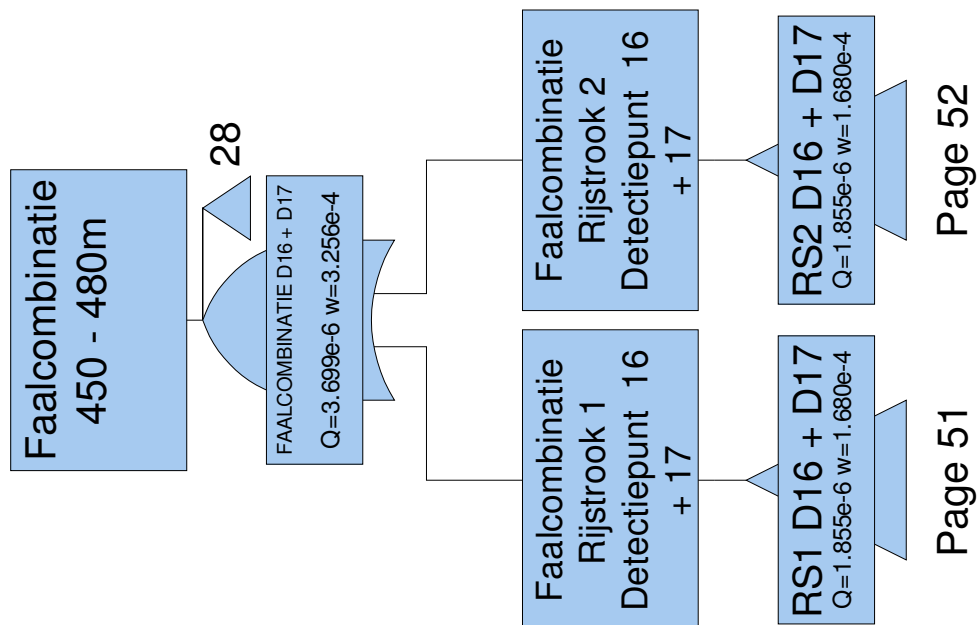 Faalcombinatie
450 - 480m
28
FAALCOMBINATIE D16 + D17
Q=3.699e-6 w=3.256e-4
Faalcombinatie
Rijstrook 1
Detectiepunt 16
+ 17
RS1 D16 + D17
Q=1.855e-6 w=1.680e-4
Page 51
Faalcombinatie
Rijstrook 2
Detectiepunt 16
+ 17
RS2 D16 + D17
Q=1.855e-6 w=1.680e-4
Page 52